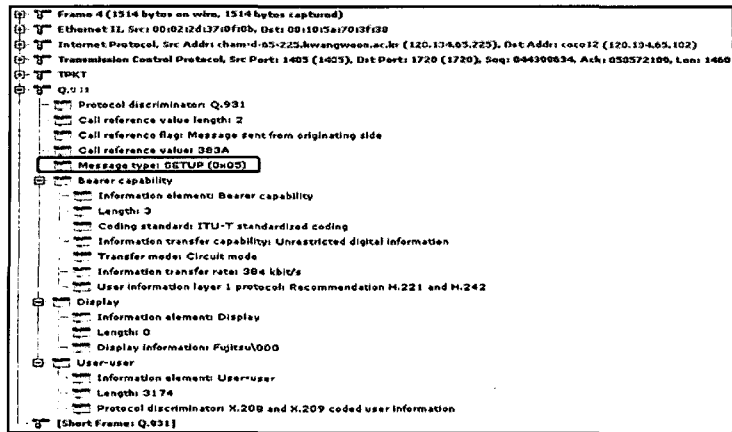 Frame 4 (1514 bytes on wire, 1514 bytes captured)
Ethernet II, Src: 00:02:2d:37:0f:0b, Dst: 00:10:5a:70:3f:38
Internet Protocol, Src Addr: cham-d-65-225.kwangwoon.ac.kr (120.134.65.225), Dst Addr: coco12 (120.134.65.102)
Transmission Control Protocol, Src Port: 1405 (1405), Dst Port: 1720 (1720), Seq: Ack: Len: 1460
TPKT
Q.931
Protocol discriminator: Q.931
Call reference value length: 2
Call reference flag: Message sent from originating side
Call reference value: 383A
Message type: SETUP (0x05)
Bearer capability
Information element: Bearer capability
Length: 3
Coding standard: ITU-T standardized coding
Information transfer capability: Unrestricted digital information
Transfer mode: Circuit mode
Information transfer rate: 384 kbit/s
User information layer 1 protocol: Recommendation H.221 and H.242
Display
Information element: Display
Length:
Display information: Fujitsu\000
User-user
Information element: User-user
Length: 3174
Protocol discriminator: X.208 and X.209 coded user information
[Short Frame: Q.931]